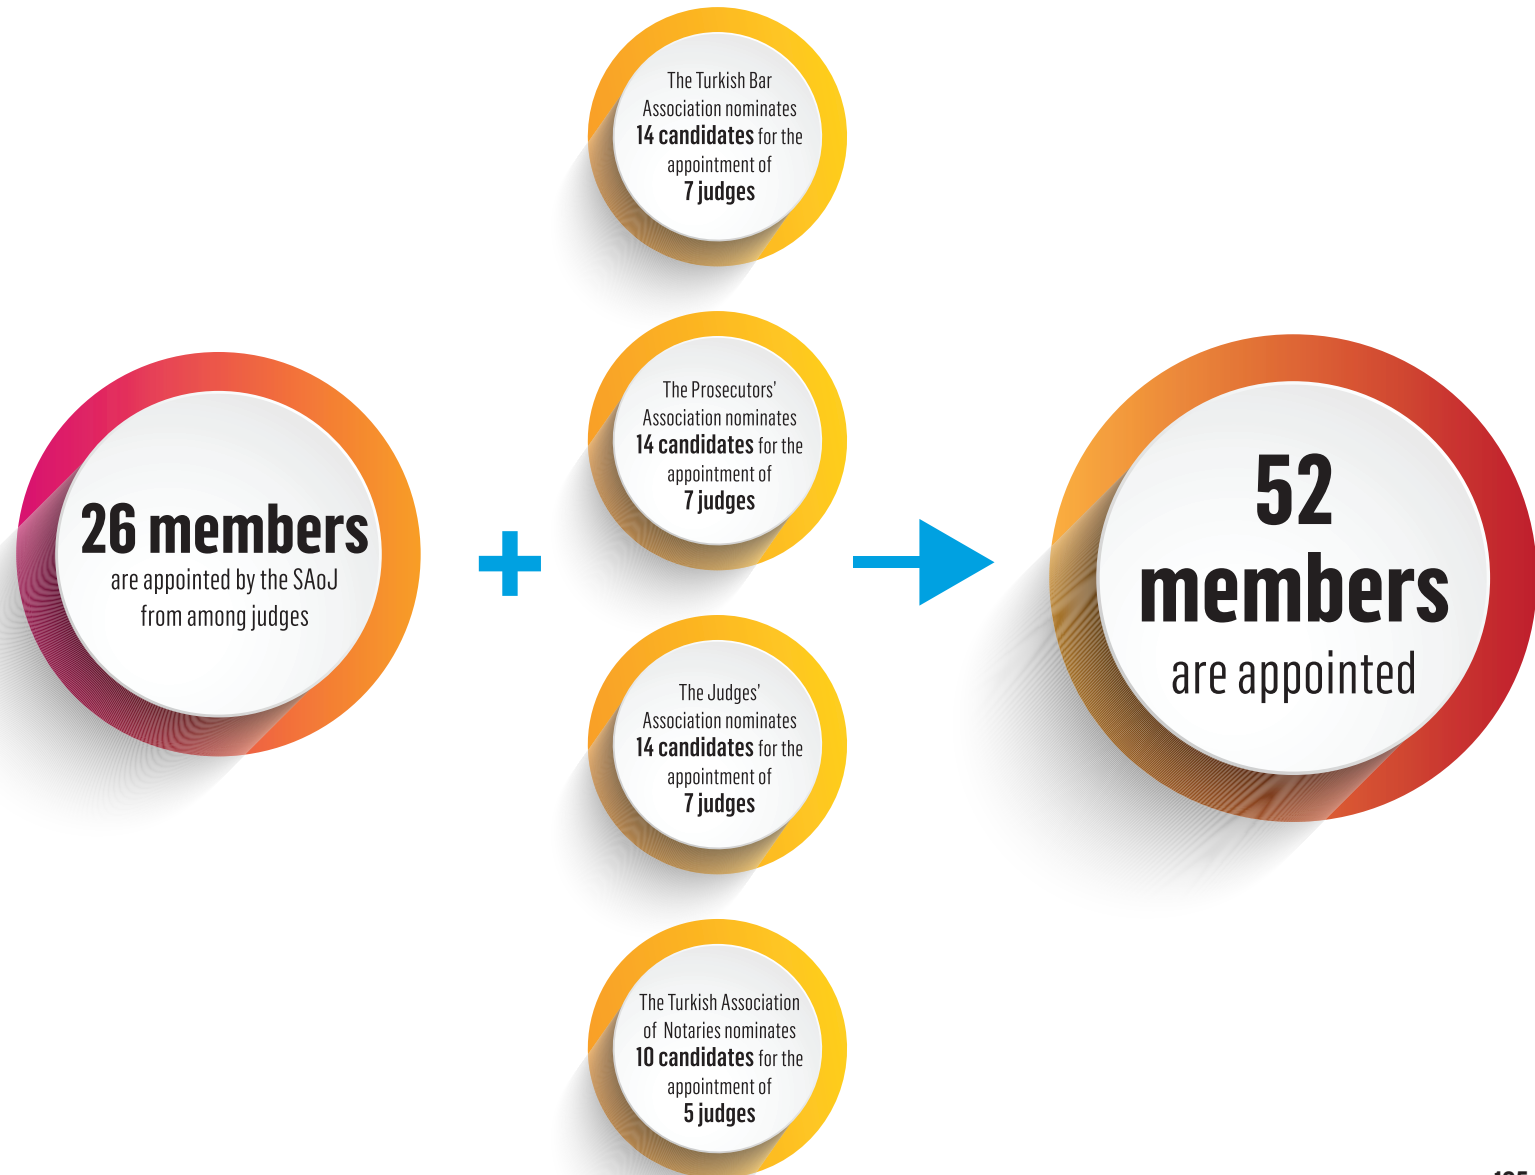 The Turkish Bar
Association nominates
14 candidates for the
appointment of
7 judges
The Prosecutors'
Association nominates
14 candidates for the
appointment of
7 judges
26 members
are appointed by the SAoJ
from among judges
+
52
members
are appointed
The Judges'
Association nominates
14 candidates for the
appointment of
7 judges
The Turkish Association
of Notaries nominates
10 candidates for the
appointment of
5 judges